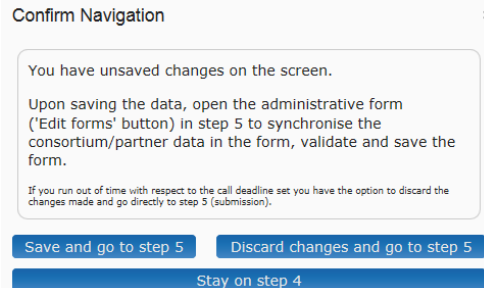 Confirm Navigation
You have unsaved changes on the screen.
Upon saving the data, open the administrative form
('Edit forms' button) in step 5 to synchronise the
consortium/partner data in the form, validate and save the
form.
If you run out of time with respect to the call deadline set you have the option to discard the
changes made and go directly to step 5 (submission).
Save and go to step 5
Discard changes and go to step 5
Stay on step 4